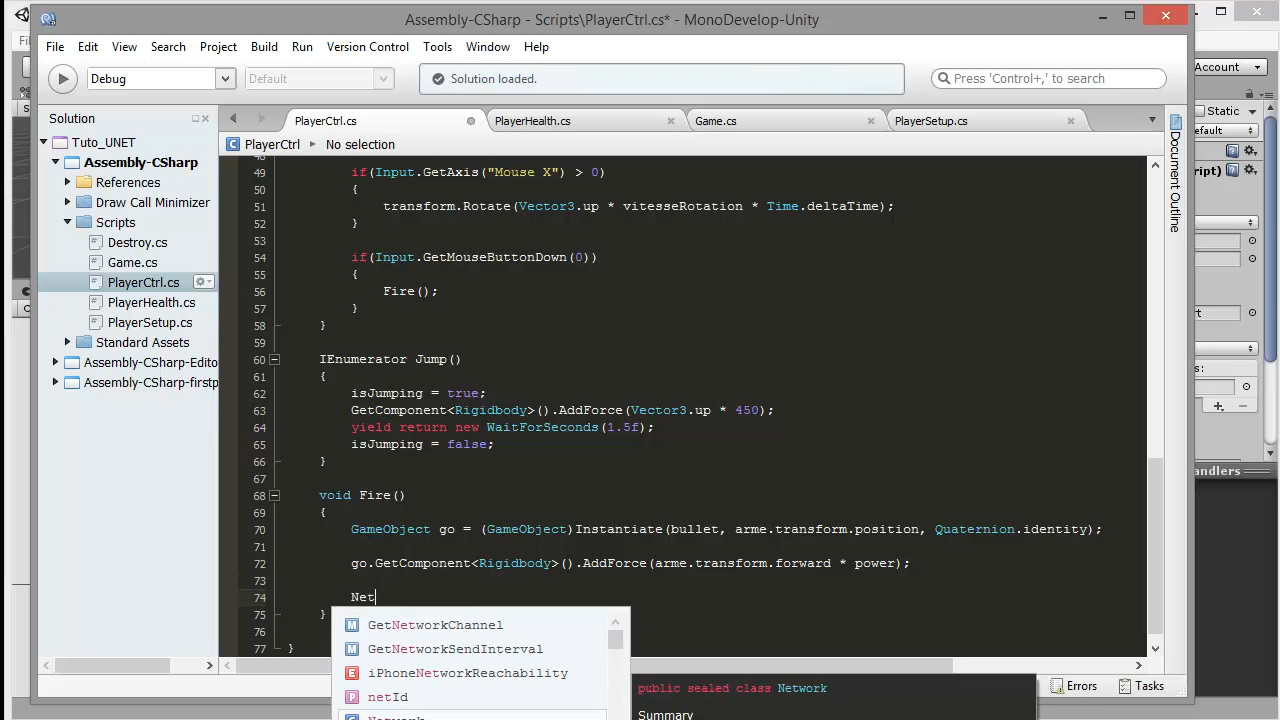 Assembly-CSharp - Scripts\PlayerCtrl.cs* - MonoDevelop-Unity
File Edit View Search Project Build Run Version Control Tools Window Help
Account
Debug
Default
Solution loaded.
Press 'Control+,' to search
Static
Solution
PlayerCtrl.cs
PlayerHealth.cs
Game.cs
PlayerSetup.cs
PlayerCtrl
No selection
Document Outline
Tuto_UNET
Assembly-CSharp
References
Draw Call Minimizer
Scripts
Destroy.cs
Game.cs
PlayerCtrl.cs
PlayerHealth.cs
PlayerSetup.cs
Standard Assets
Assembly-CSharp-Edito
Assembly-CSharp-firstp
48
49 if(Input.GetAxis("Mouse X") > 0)
50 {
51 transform.Rotate(Vector3.up * vitesseRotation * Time.deltaTime);
52 }
53
54 if(Input.GetMouseButtonDown(0))
55 {
56 Fire();
57 }
58 }
59
60 IEnumerator Jump()
61 {
62 isJumping = true;
63 GetComponent<Rigidbody>().AddForce(Vector3.up * 450);
64 yield return new WaitForSeconds(1.5f);
65 isJumping = false;
66 }
67
68 void Fire()
69 {
70 GameObject go = (GameObject)Instantiate(bullet, arme.transform.position, Quaternion.identity);
71
72 go.GetComponent<Rigidbody>().AddForce(arme.transform.forward * power);
73
74 Net
75 }
76
77 }
GetNetworkChannel
GetNetworkSendInterval
iPhoneNetworkReachability
netId
Network
public sealed class Network
Summary
Errors
Tasks
efault
ript)
rt
s:
andlers